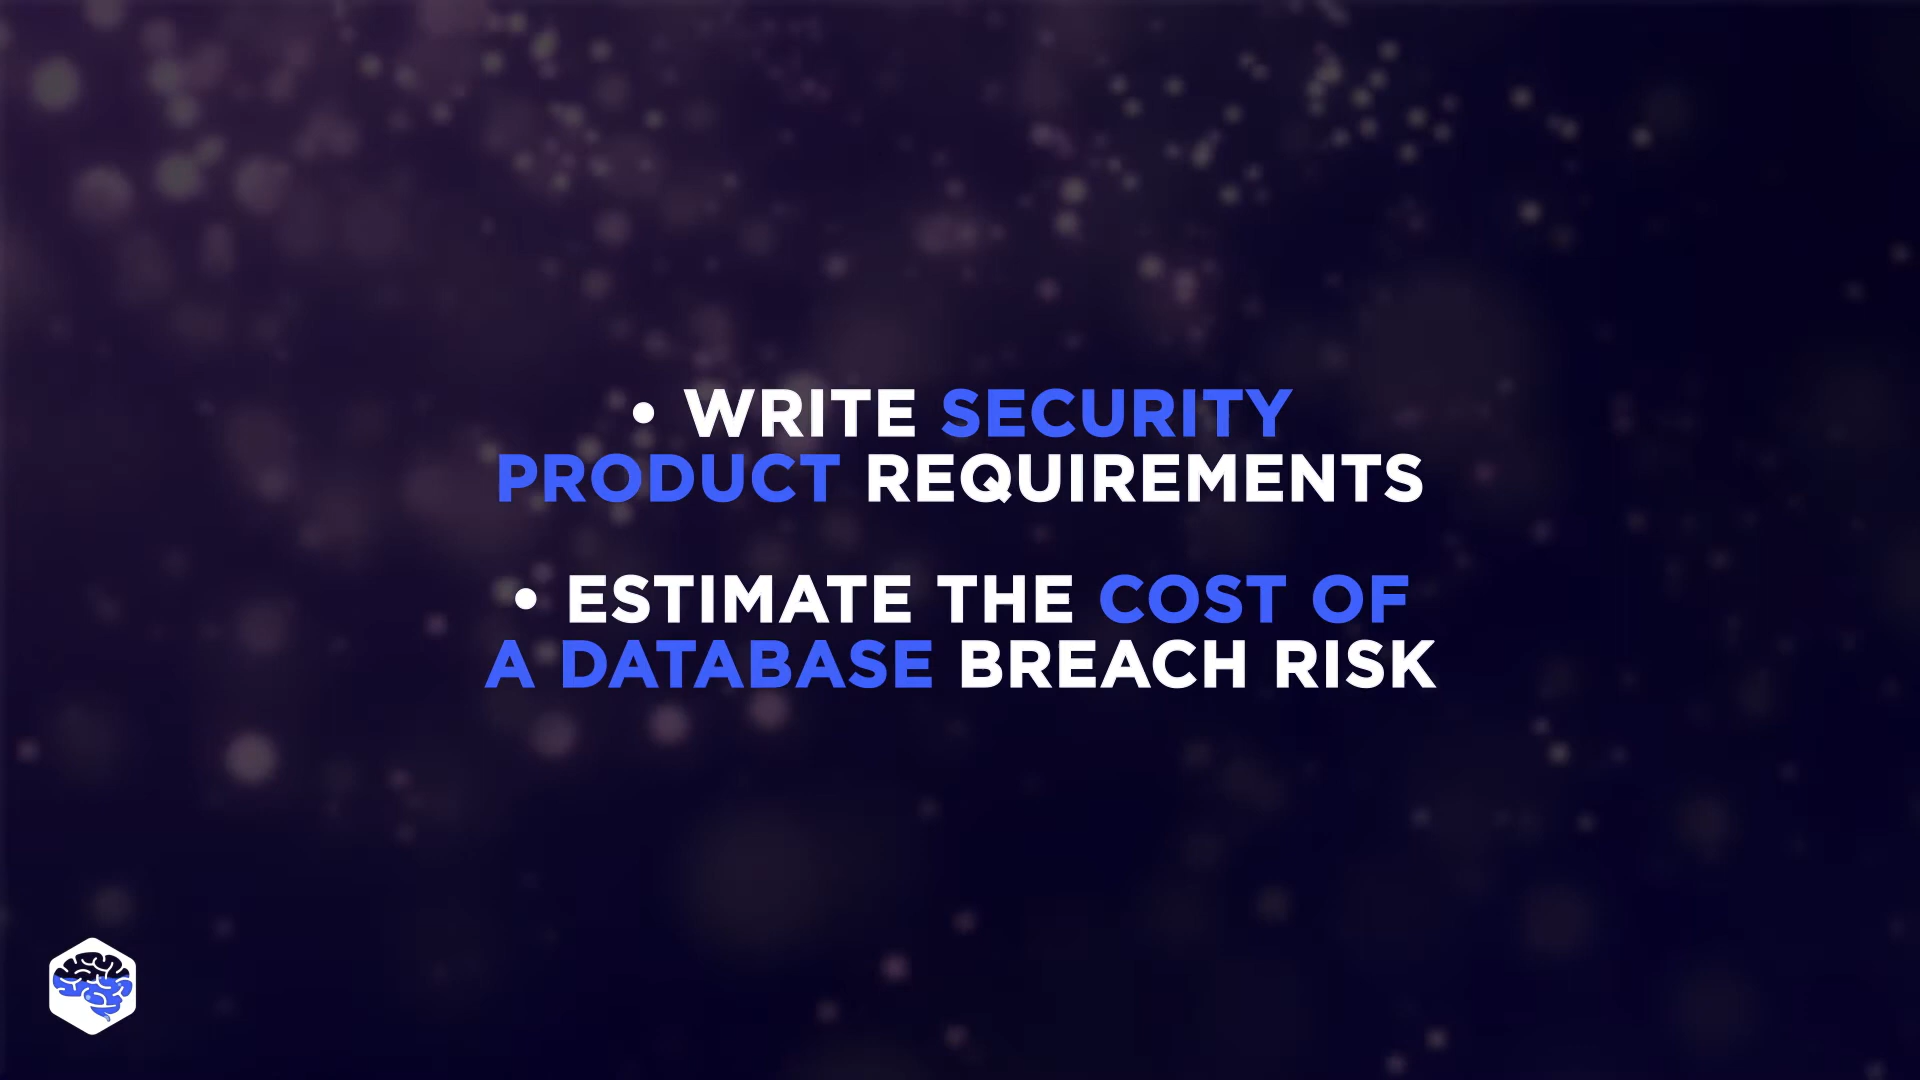 • WRITE SECURITY
PRODUCT REQUIREMENTS
• ESTIMATE THE COST OF
A DATABASE BREACH RISK